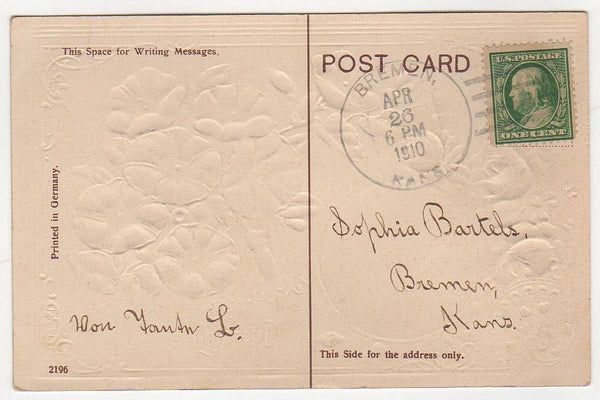 This Space for Writing Messages.
POST CARD
BREMEN,
APR
26
6 PM
1910
KANS.
U.S. POSTAGE
ONE CENT
Printed in Germany.
Von Tante L.
Sophia Bartels,
Bremen,
Kans.
This Side for the address only.
2196